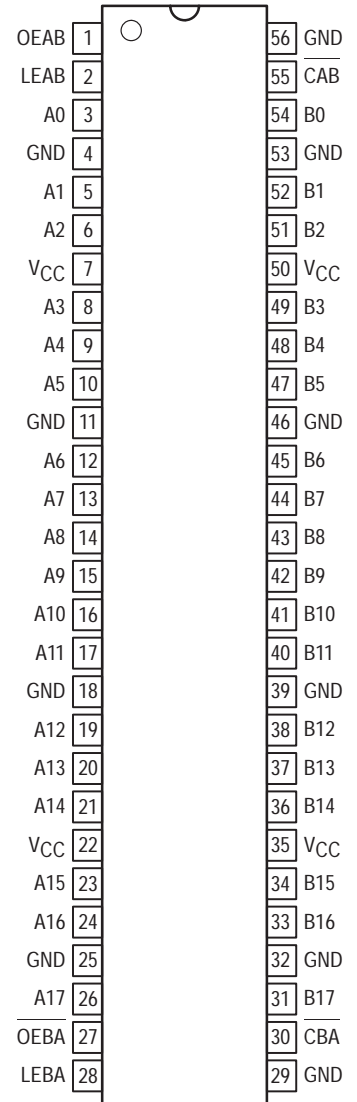 OEAB 1 56 GND
LEAB 2 55 CAB
A0 3 54 B0
GND 4 53 GND
A1 5 52 B1
A2 6 51 B2
VCC 7 50 VCC
A3 8 49 B3
A4 9 48 B4
A5 10 47 B5
GND 11 46 GND
A6 12 45 B6
A7 13 44 B7
A8 14 43 B8
A9 15 42 B9
A10 16 41 B10
A11 17 40 B11
GND 18 39 GND
A12 19 38 B12
A13 20 37 B13
A14 21 36 B14
VCC 22 35 VCC
A15 23 34 B15
A16 24 33 B16
GND 25 32 GND
A17 26 31 B17
OEBA 27 30 CBA
LEBA 28 29 GND